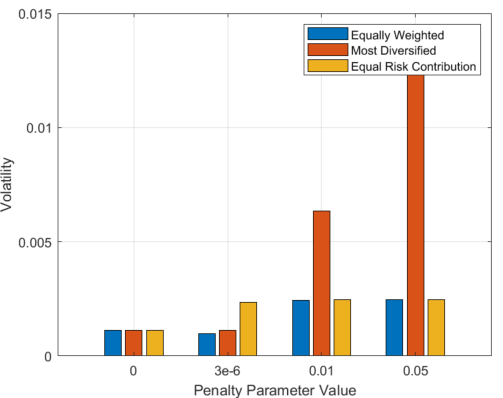 0.015
Equally Weighted
Most Diversified
Equal Risk Contribution
0.01
Volatility
0.005
0
0 3e-6 0.01 0.05
Penalty Parameter Value